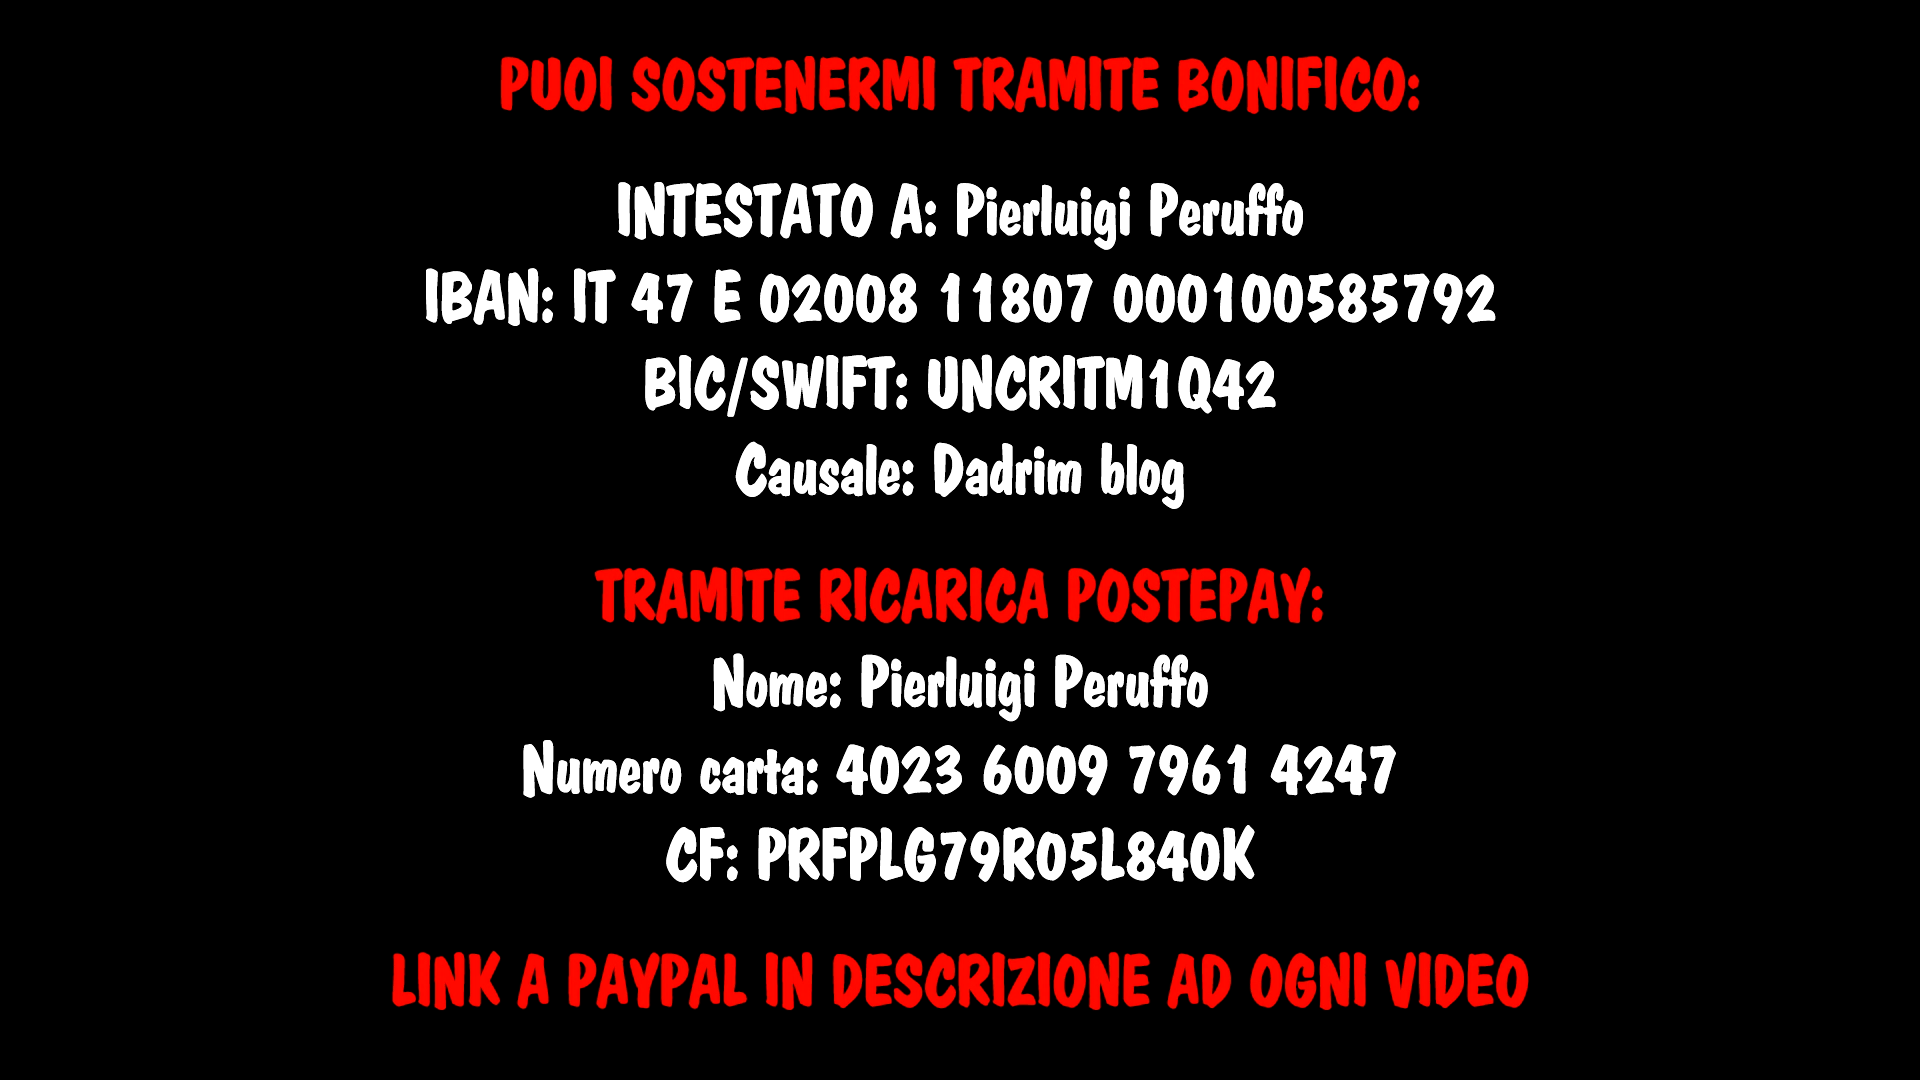 PUOI SOSTENERMI TRAMITE BONIFICO:
INTESTATO A: Pierluigi Peruffo
IBAN: IT 47 E 02008 11807 000100585792
BIC/SWIFT: UNCRITM1Q42
Causale: Dadrim blog
TRAMITE RICARICA POSTEPAY:
Nome: Pierluigi Peruffo
Numero carta: 4023 6009 7961 4247
CF: PRFPLG79R05L840K
LINK A PAYPAL IN DESCRIZIONE AD OGNI VIDEO